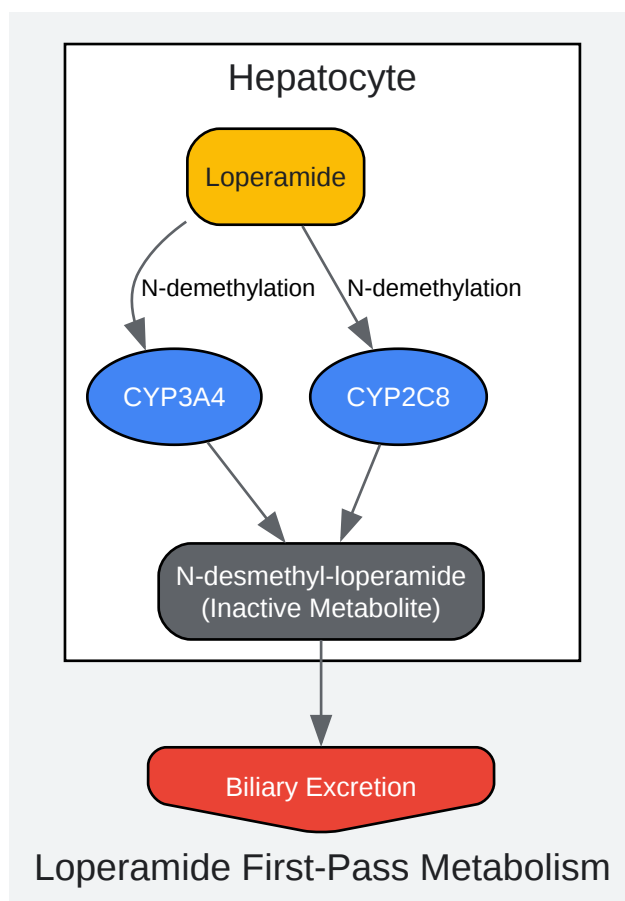 Hepatocyte
Loperamide
N-demethylation
N-demethylation
CYP3A4
CYP2C8
N-desmethyl-loperamide
(Inactive Metabolite)
Biliary Excretion
Loperamide First-Pass Metabolism